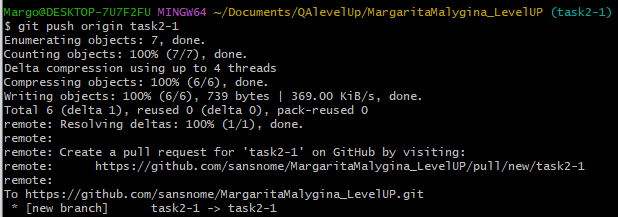 Margo@DESKTOP-7U7F2FU MINGW64 ~/Documents/QAlevelUp/MargaritaMalygina_LevelUP (task2-1)
$ git push origin task2-1
Enumerating objects: 7, done.
Counting objects: 100% (7/7), done.
Delta compression using up to 4 threads
Compressing objects: 100% (6/6), done.
Writing objects: 100% (6/6), 739 bytes | 369.00 KiB/s, done.
Total 6 (delta 1), reused 0 (delta 0), pack-reused 0
remote: Resolving deltas: 100% (1/1), done.
remote:
remote: Create a pull request for 'task2-1' on GitHub by visiting:
remote:      https://github.com/sansnome/MargaritaMalygina_LevelUP/pull/new/task2-1
remote:
To https://github.com/sansnome/MargaritaMalygina_LevelUP.git
 * [new branch]      task2-1 -> task2-1